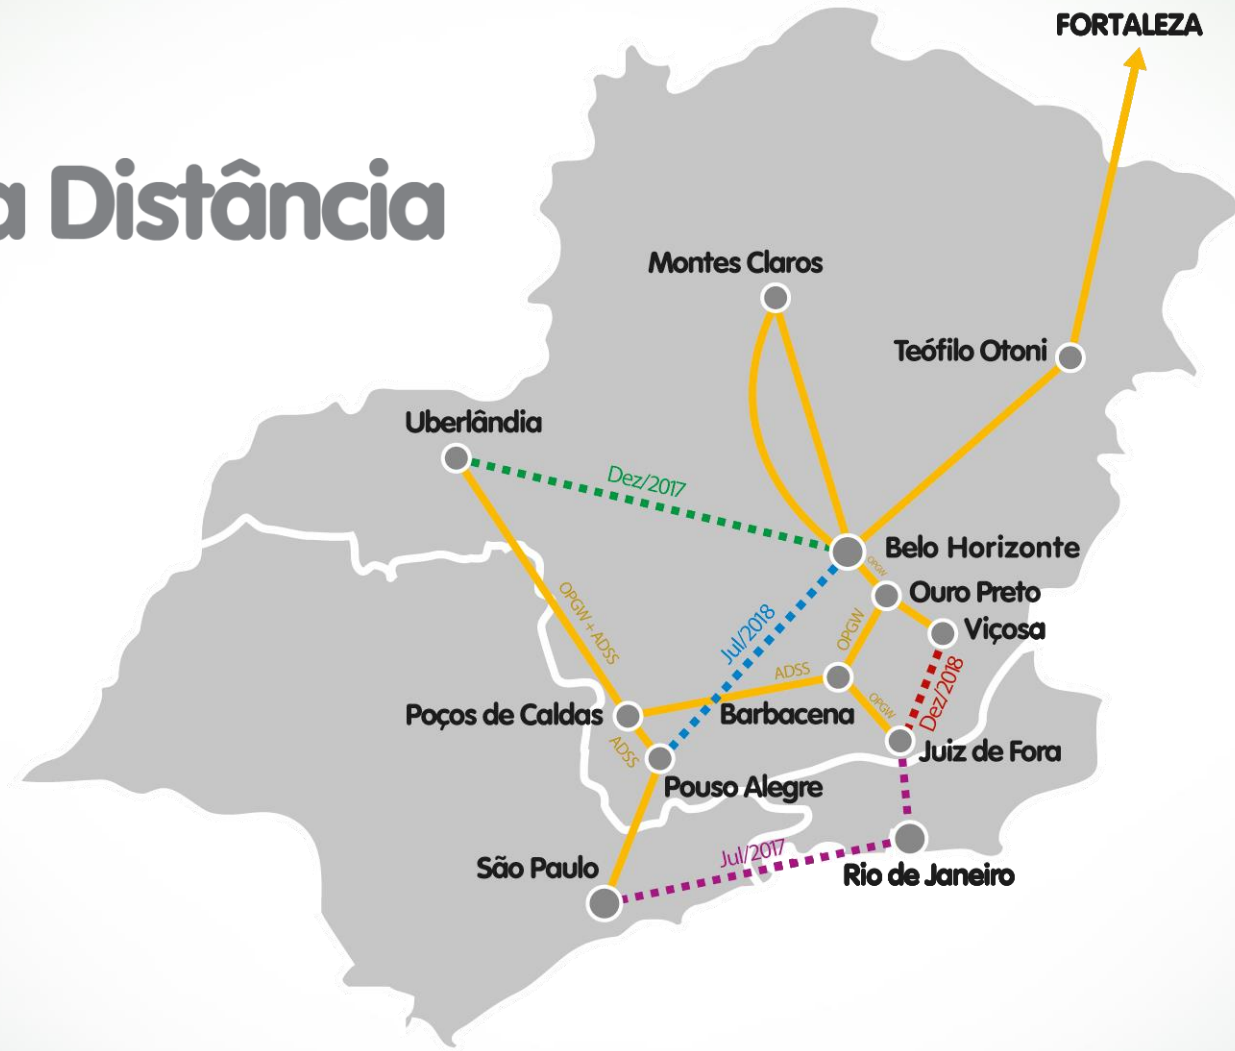 FORTALEZA
a Distância
Montes Claros
Teófilo Otoni
Uberlândia
Dez/2017
Belo Horizonte
OPGW
Ouro Preto
OPGW + ADSS
Jul/2018
OPGW
Viçosa
ADSS
Dez/2018
OPGW
Poços de Caldas
Barbacena
ADSS
Juiz de Fora
Pouso Alegre
Jul/2017
São Paulo
Rio de Janeiro